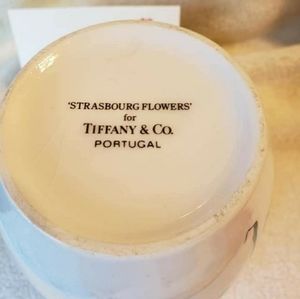 'STRASBOURG FLOWERS'
for
TIFFANY & CO.
PORTUGAL